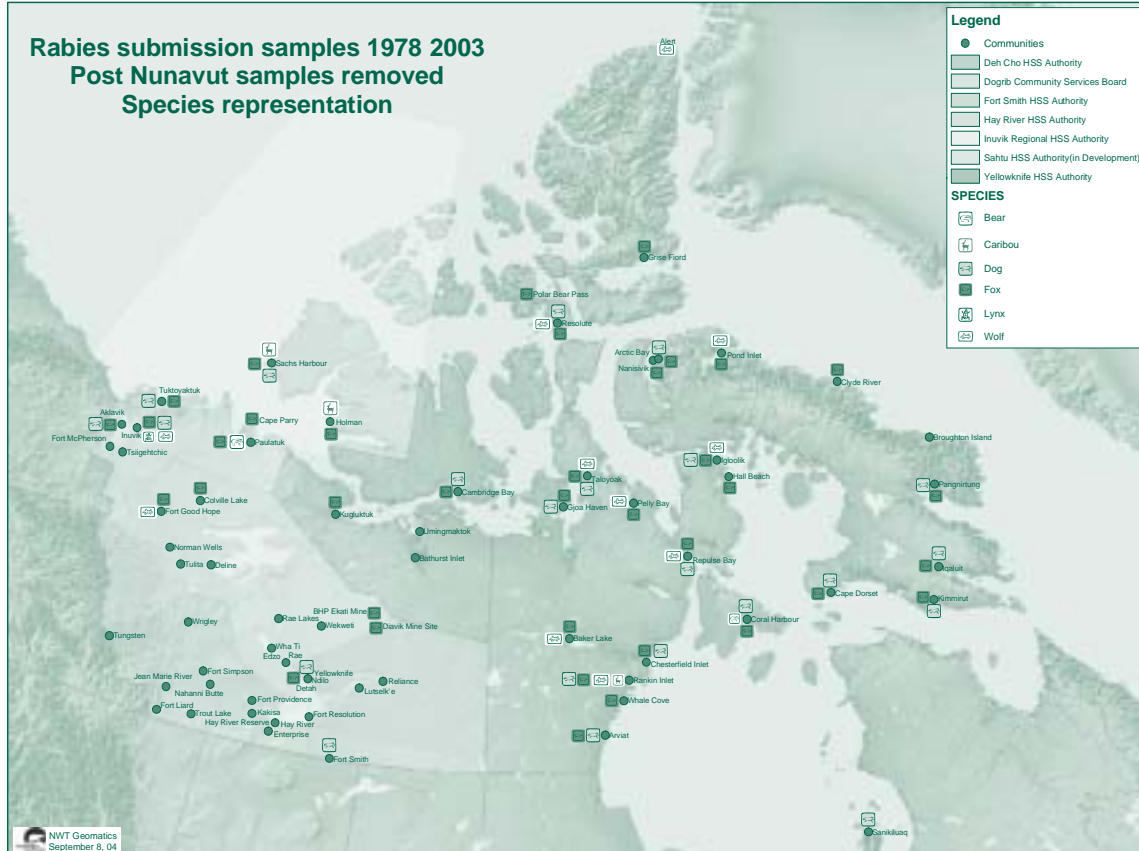 Rabies submission samples 1978 2003
Post Nunavut samples removed
Species representation
Legend
Communities
Deh Cho HSS Authority
Dogrib Community Services Board
Fort Smith HSS Authority
Hay River HSS Authority
Inuvik Regional HSS Authority
Sahtu HSS Authority(in Development)
Yellowknife HSS Authority
SPECIES
Bear
Caribou
Dog
Fox
Lynx
Wolf
Alert
Grise Fiord
Polar Bear Pass
Resolute
Arctic Bay
Nanisivik
Pond Inlet
Clyde River
Sachs Harbour
Tuktoyaktuk
Aklavik
Inuvik
Fort McPherson
Tsiigehtchic
Cape Parry
Paulatuk
Holman
Broughton Island
Igloolik
Hall Beach
Pangnirtung
Taloyoak
Cambridge Bay
Gjoa Haven
Pelly Bay
Colville Lake
Fort Good Hope
Kugluktuk
Umingmaktok
Bathurst Inlet
Norman Wells
Tulita
Deline
Repulse Bay
Iqaluit
Cape Dorset
Kimmirut
Coral Harbour
BHP Ekati Mine
Diavik Mine Site
Rae Lakes
Wekweti
Wrigley
Tungsten
Baker Lake
Wha Ti
Edzo
Rae
Chesterfield Inlet
Yellowknife
Ndilo
Detah
Rankin Inlet
Fort Simpson
Jean Marie River
Nahanni Butte
Reliance
Lutselk'e
Whale Cove
Fort Providence
Fort Liard
Trout Lake
Kakisa
Hay River Reserve
Hay River
Fort Resolution
Enterprise
Arviat
Fort Smith
Sanikiluaq
NWT Geomatics
September 8, 04